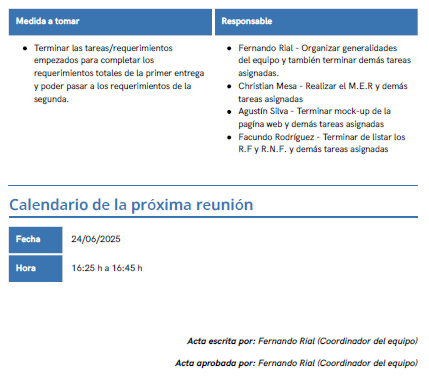 Medida a tomar
Responsable
● Terminar las tareas/requerimientos
empezados para completar los
requerimientos totales de la primer entrega
y poder pasar a los requerimientos de la
segunda.
● Fernando Rial - Organizar generalidades
del equipo y también terminar demás tareas
asignadas.
● Christian Mesa - Realizar el M.E.R y demás
tareas asignadas
● Agustín Silva - Terminar mock-up de la
pagína web y demás tareas asignadas
● Facundo Rodríguez - Terminar de listar los
R.F y R.N.F. y demás tareas asignadas
Calendario de la próxima reunión
Fecha 24/06/2025
Hora 16:25 h a 16:45 h
Acta escrita por: Fernando Rial (Coordinador del equipo)
Acta aprobada por: Fernando Rial (Coordinador del equipo)